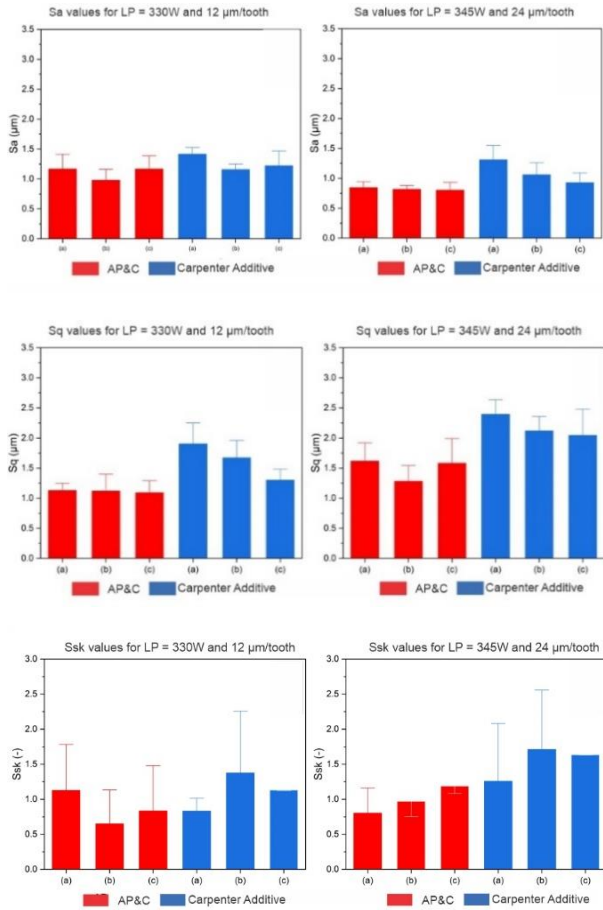 Sa values for LP = 330W and 12 µm/tooth
Sa (µm)
3.5
3.0
2.5
2.0
1.5
1.0
0.5
0.0
(a) (b) (c) (a) (b) (c)
AP&C Carpenter Additive
Sa values for LP = 345W and 24 µm/tooth
Sa (µm)
3.5
3.0
2.5
2.0
1.5
1.0
0.5
0.0
(a) (b) (c) (a) (b) (c)
AP&C Carpenter Additive
Sq values for LP = 330W and 12 µm/tooth
Sq (µm)
3.5
3.0
2.5
2.0
1.5
1.0
0.5
0.0
(a) (b) (c) (a) (b) (c)
AP&C Carpenter Additive
Sq values for LP = 345W and 24 µm/tooth
Sq (µm)
3.5
3.0
2.5
2.0
1.5
1.0
0.5
0.0
(a) (b) (c) (a) (b) (c)
AP&C Carpenter Additive
Ssk values for LP = 330W and 12 µm/tooth
Ssk (-)
3.0
2.5
2.0
1.5
1.0
0.5
0.0
(a) (b) (c) (a) (b) (c)
AP&C Carpenter Additive
Ssk values for LP = 345W and 24 µm/tooth
Ssk (-)
3.0
2.5
2.0
1.5
1.0
0.5
0.0
(a) (b) (c) (a) (b) (c)
AP&C Carpenter Additive